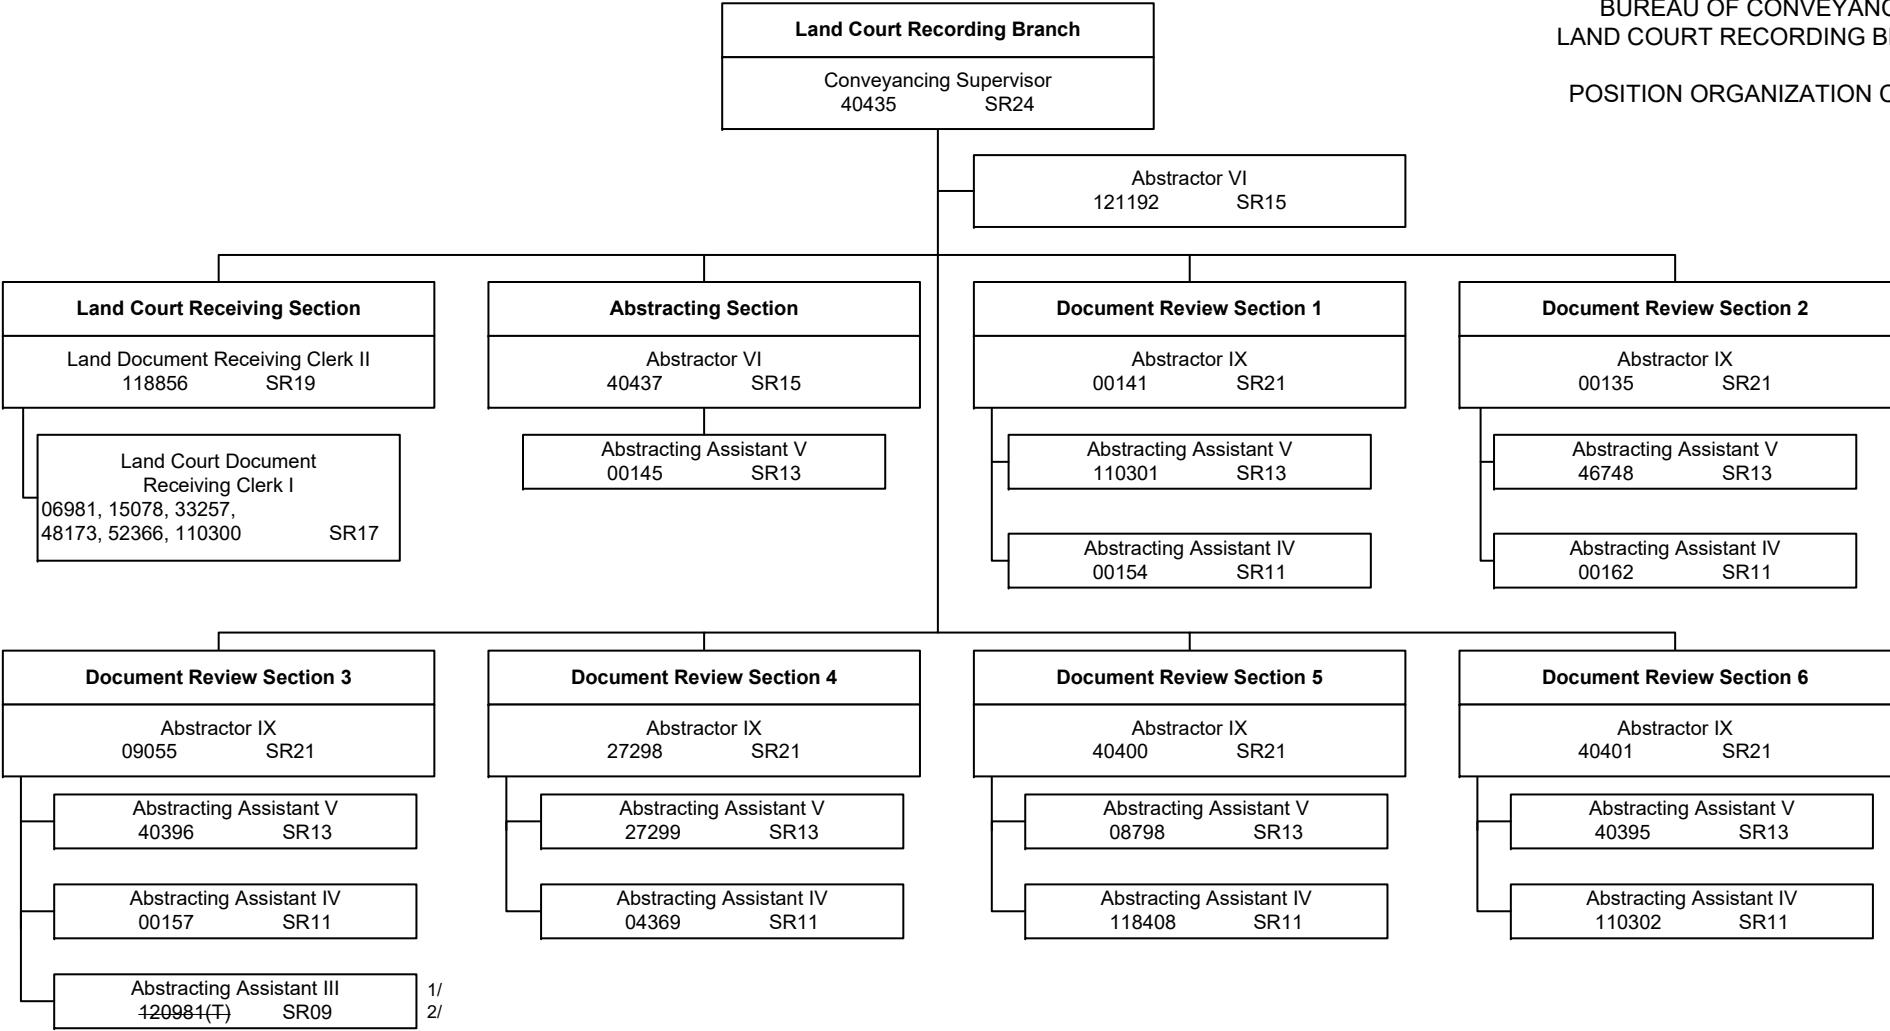 BUREAU OF CONVEYANC
LAND COURT RECORDING B
POSITION ORGANIZATION C
Land Court Recording Branch
Conveyancing Supervisor
40435 SR24
Abstractor VI
121192 SR15
Land Court Receiving Section
Land Document Receiving Clerk II
118856 SR19
Land Court Document
Receiving Clerk I
06981, 15078, 33257,
48173, 52366, 110300 SR17
Abstracting Section
Abstractor VI
40437 SR15
Abstracting Assistant V
00145 SR13
Document Review Section 1
Abstractor IX
00141 SR21
Abstracting Assistant V
110301 SR13
Abstracting Assistant IV
00154 SR11
Document Review Section 2
Abstractor IX
00135 SR21
Abstracting Assistant V
46748 SR13
Abstracting Assistant IV
00162 SR11
Document Review Section 3
Abstractor IX
09055 SR21
Abstracting Assistant V
40396 SR13
Abstracting Assistant IV
00157 SR11
Abstracting Assistant III
120981(T) SR09
1/
2/
Document Review Section 4
Abstractor IX
27298 SR21
Abstracting Assistant V
27299 SR13
Abstracting Assistant IV
04369 SR11
Document Review Section 5
Abstractor IX
40400 SR21
Abstracting Assistant V
08798 SR13
Abstracting Assistant IV
118408 SR11
Document Review Section 6
Abstractor IX
40401 SR21
Abstracting Assistant V
40395 SR13
Abstracting Assistant IV
110302 SR11